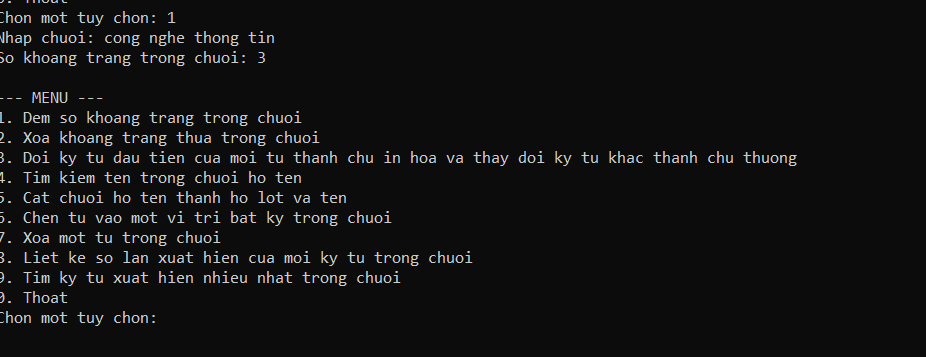 0. Thoat
Chon mot tuy chon: 1
Nhap chuoi: cong nghe thong tin
So khoang trang trong chuoi: 3
--- MENU ---
1. Dem so khoang trang trong chuoi
2. Xoa khoang trang thua trong chuoi
3. Doi ky tu dau tien cua moi tu thanh chu in hoa va thay doi ky tu khac thanh chu thuong
4. Tim kiem ten trong chuoi ho ten
5. Cat chuoi ho ten thanh ho lot va ten
6. Chen tu vao mot vi tri bat ky trong chuoi
7. Xoa mot tu trong chuoi
8. Liet ke so lan xuat hien cua moi ky tu trong chuoi
9. Tim ky tu xuat hien nhieu nhat trong chuoi
0. Thoat
Chon mot tuy chon: